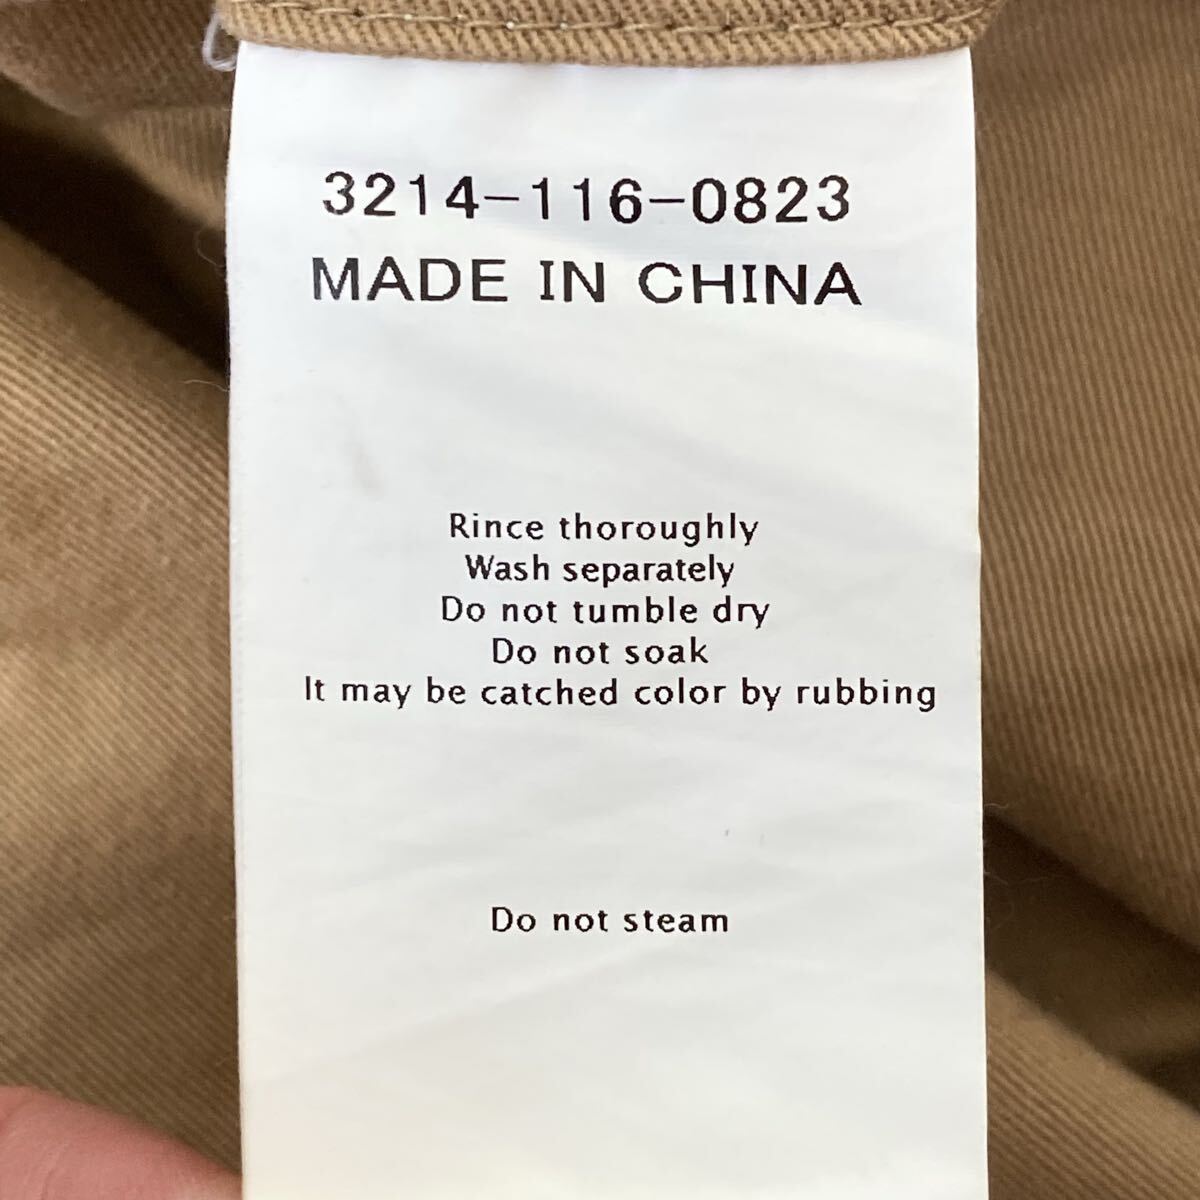 3214-116-0823
MADE IN CHINA
Rince thoroughly
Wash separately
Do not tumble dry
Do not soak
It may be catched color by rubbing
Do not steam